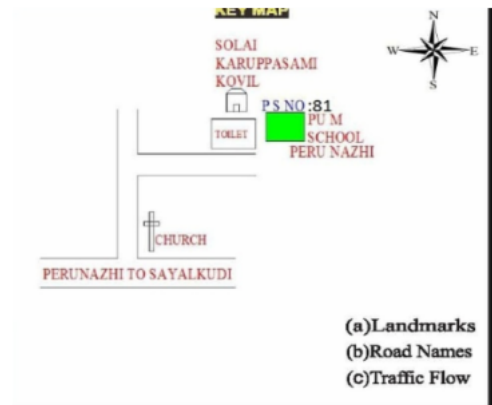 KEY MAP
N
W E
S
SOLAI
KARUPPASAMI
KOVIL
P S NO :81
TOILET
PU M
SCHOOL
PERU NAZHI
CHURCH
PERUNAZHI TO SAYALKUDI
(a)Landmarks
(b)Road Names
(c)Traffic Flow